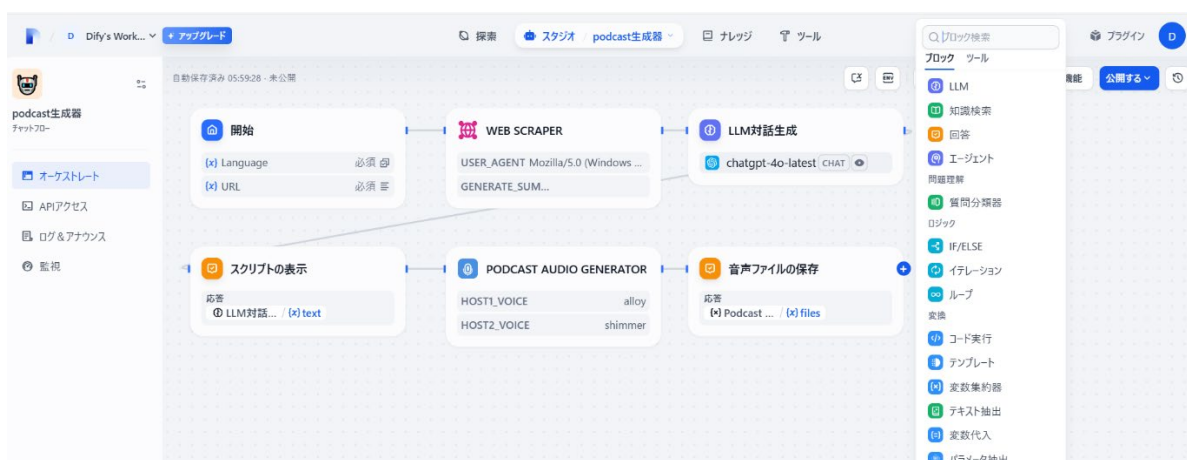 D Dify's Work... アップグレード 探索 スタジオ / podcast生成器 ナレッジ ツール ブロック検索 プラグイン D
ブロック ツール
podcast生成器
チャットフロー
オーケストレート
APIアクセス
ログ&アナウンス
監視
自動保存済み 05:59:28 · 未公開
ENV 機能 公開する
開始
(x) Language 必須
(x) URL 必須
WEB SCRAPER
USER_AGENT Mozilla/5.0 (Windows ...
GENERATE_SUM...
LLM対話生成
chatgpt-4o-latest CHAT
スクリプトの表示
応答
LLM対話... / (x) text
PODCAST AUDIO GENERATOR
HOST1_VOICE alloy
HOST2_VOICE shimmer
音声ファイルの保存
応答
Podcast ... / (x) files
LLM
知識検索
回答
エージェント
問題理解
質問分類器
ロジック
IF/ELSE
イテレーション
ループ
変換
コード実行
テンプレート
変数集約器
テキスト抽出
変数代入
パラメータ抽出